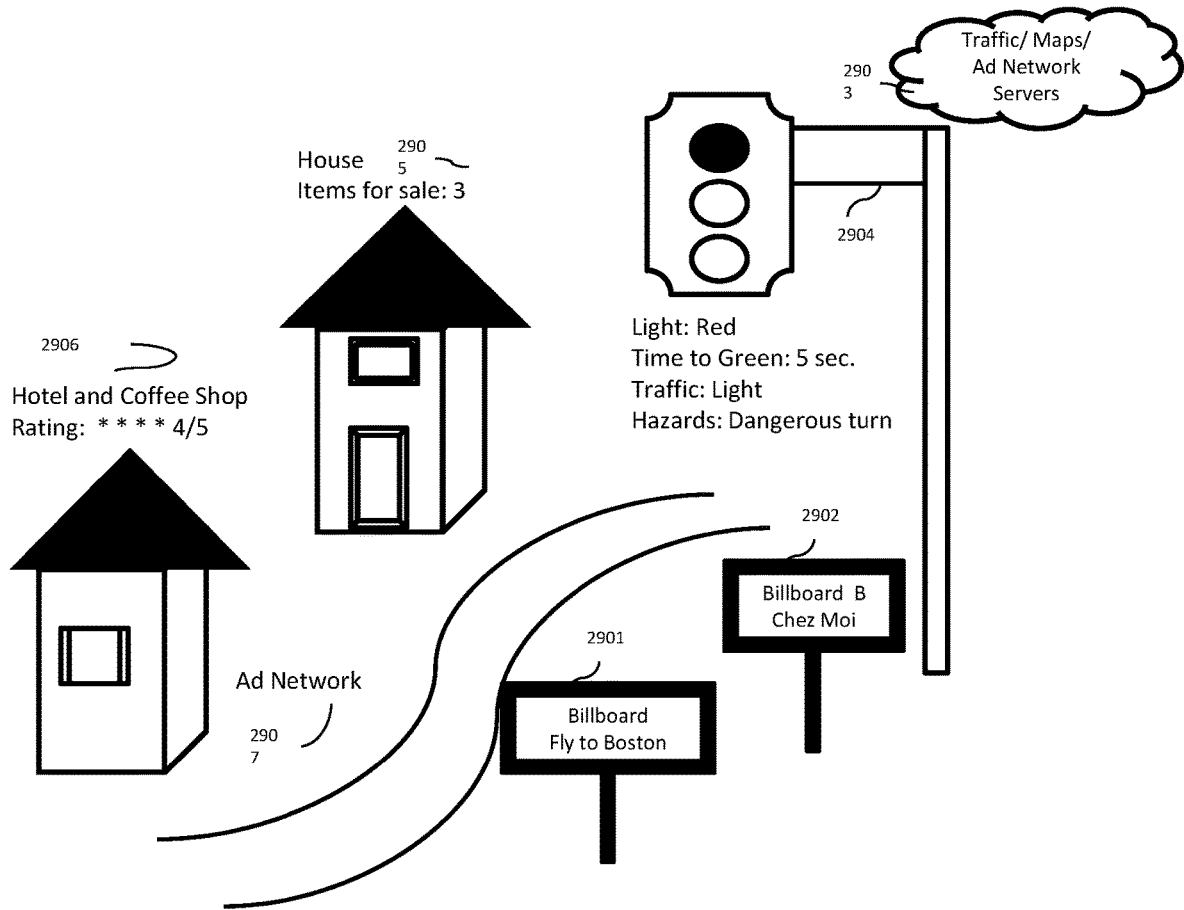 Traffic/ Maps/
Ad Network
Servers
290
3
House
290
5
Items for sale: 3
2904
Light: Red
Time to Green: 5 sec.
Traffic: Light
Hazards: Dangerous turn
2906
Hotel and Coffee Shop
Rating: * * * * 4/5
2902
Billboard B
Chez Moi
2901
Billboard
Fly to Boston
Ad Network
290
7